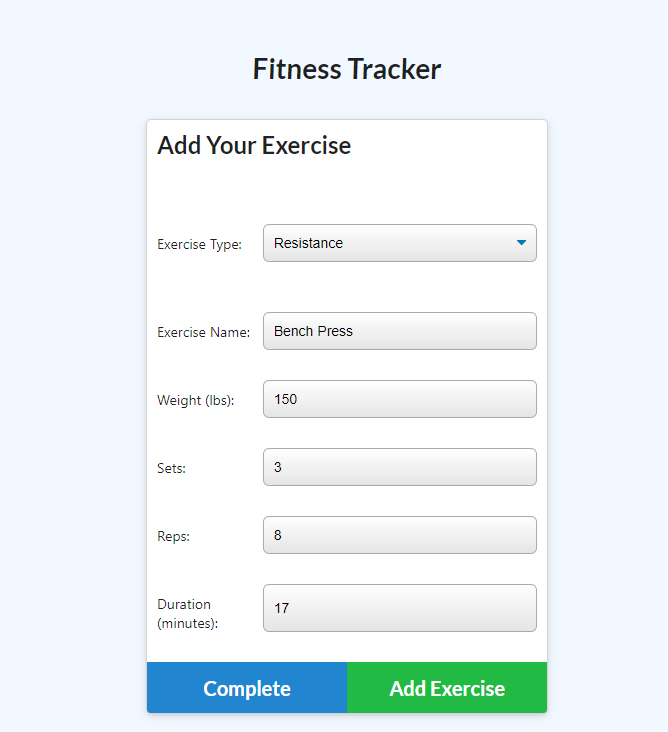 Fitness Tracker
Add Your Exercise
Exercise Type: Resistance
Exercise Name: Bench Press
Weight (lbs): 150
Sets: 3
Reps: 8
Duration
(minutes): 17
Complete Add Exercise